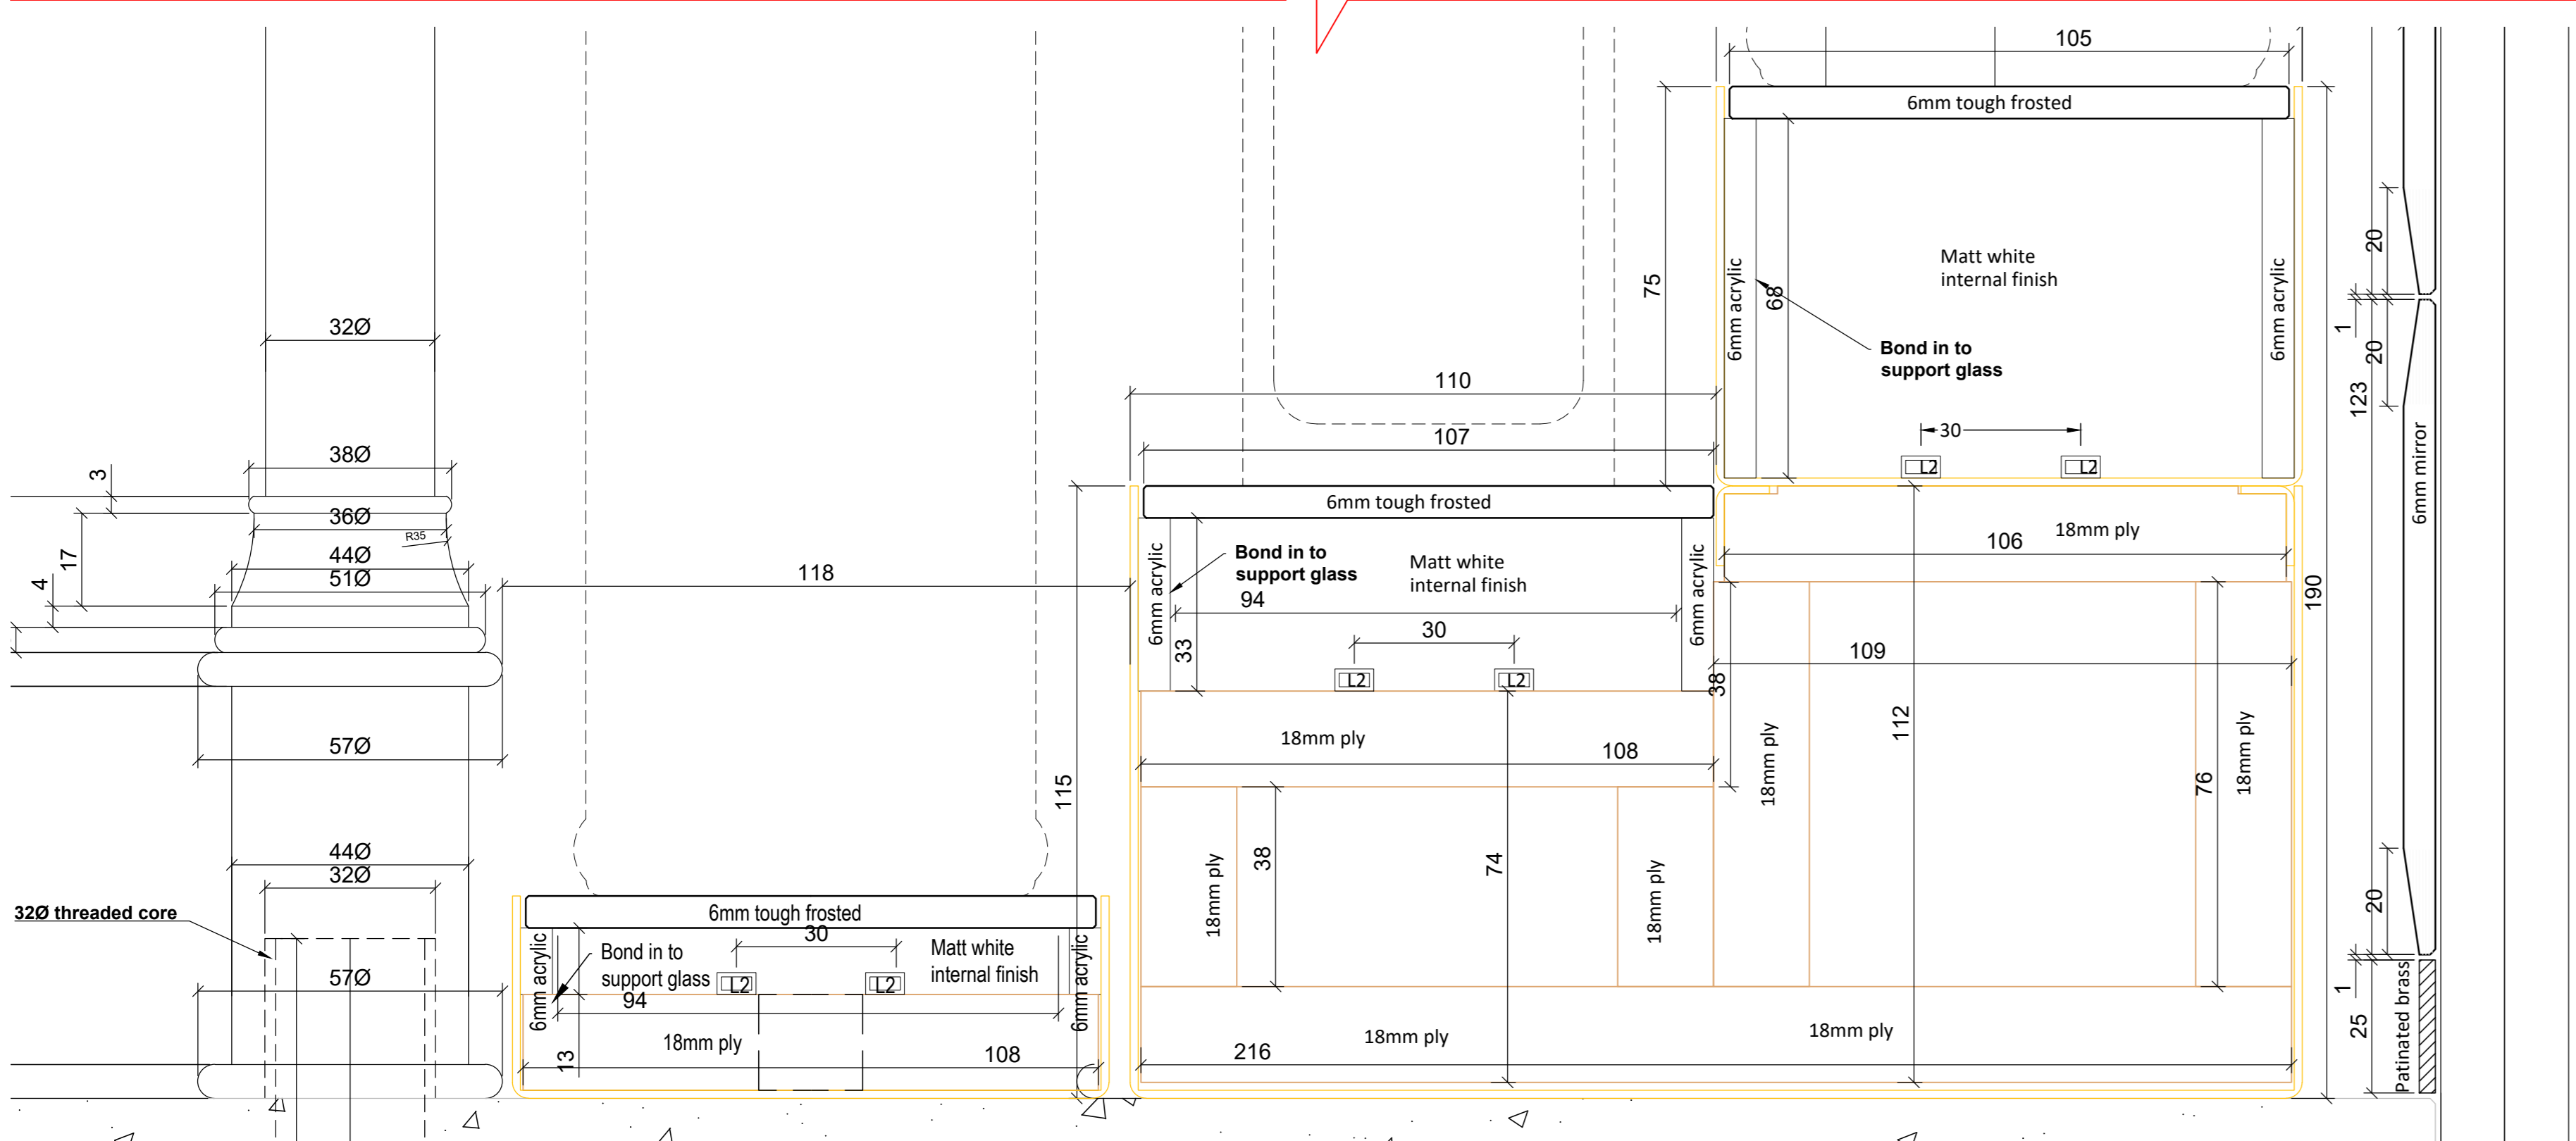 105
6mm tough frosted
75
6mm acrylic
68
Matt white
internal finish
6mm acrylic
Bond in to
support glass
30
L2
L2
20
1
20
123
6mm mirror
32Ø
110
107
38Ø
3
6mm tough frosted
36Ø
R35
17
44Ø
51Ø
4
118
6mm acrylic
Bond in to
support glass
94
Matt white
internal finish
6mm acrylic
33
30
L2
L2
18mm ply
106
190
109
38
112
57Ø
18mm ply
108
115
18mm ply
76
18mm ply
44Ø
32Ø
18mm ply
38
74
18mm ply
20
32Ø threaded core
6mm tough frosted
30
6mm acrylic
Bond in to
support glass
94
Matt white
internal finish
6mm acrylic
L2
L2
57Ø
1
25
Patinated brass
13
18mm ply
108
216
18mm ply
18mm ply